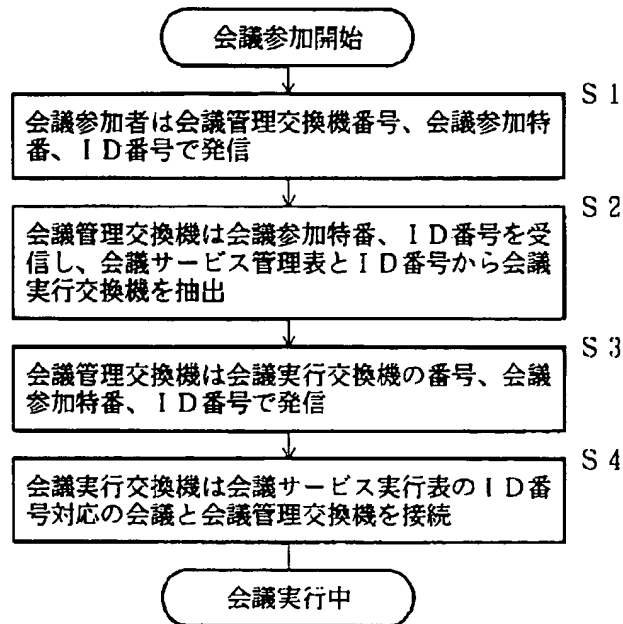 会議参加開始
S 1
会議参加者は会議管理交換機番号、会議参加特
番、ＩＤ番号で発信
S 2
会議管理交換機は会議参加特番、ＩＤ番号を受
信し、会議サービス管理表とＩＤ番号から会議
実行交換機を抽出
S 3
会議管理交換機は会議実行交換機の番号、会議
参加特番、ＩＤ番号で発信
S 4
会議実行交換機は会議サービス実行表のＩＤ番
号対応の会議と会議管理交換機を接続
会議実行中